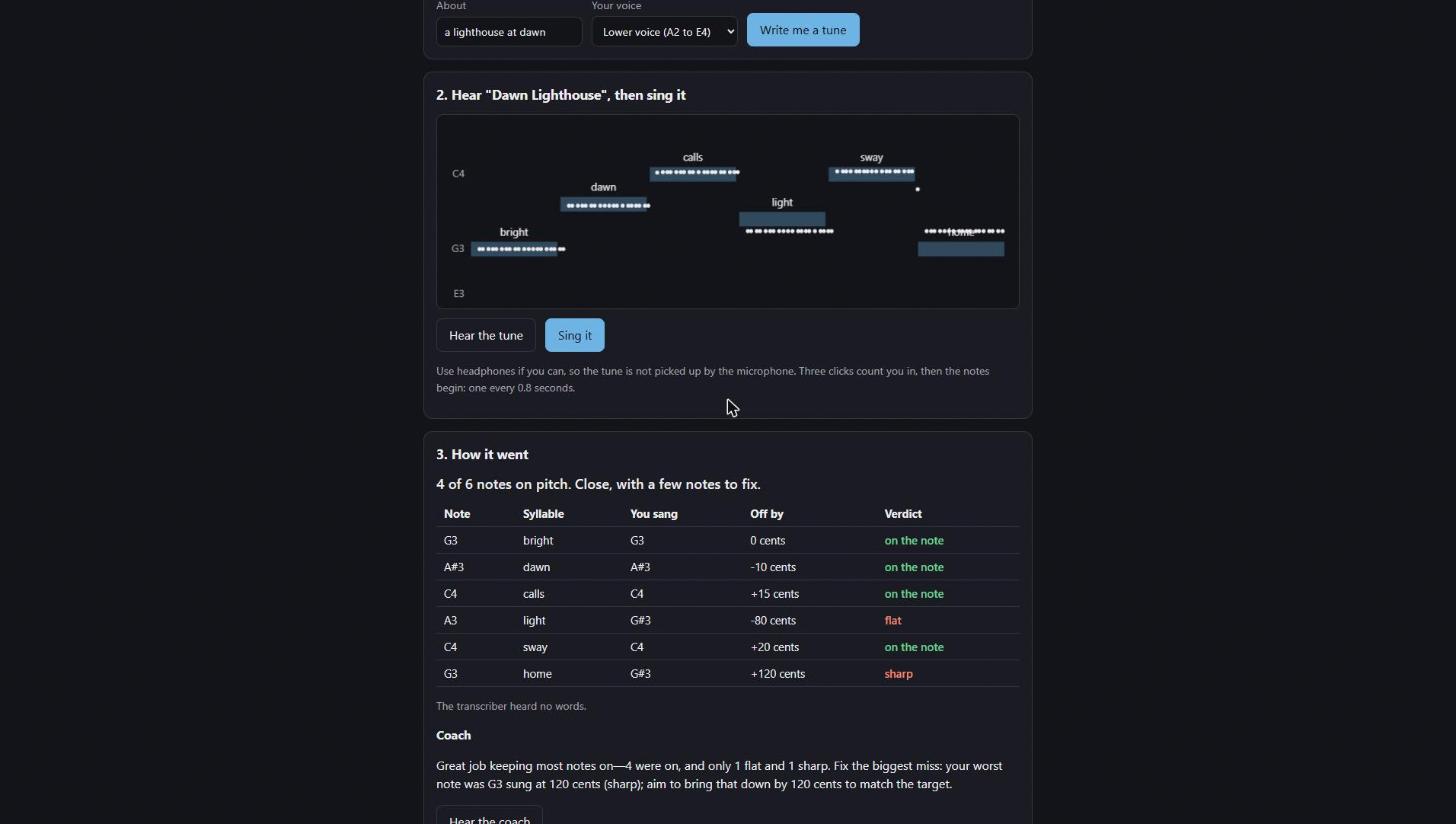 About
Your voice
a lighthouse at dawn
Lower voice (A2 to E4)
Write me a tune
2. Hear "Dawn Lighthouse", then sing it
calls
sway
C4
dawn
light
bright
home
G3
E3
Hear the tune
Sing it
Use headphones if you can, so the tune is not picked up by the microphone. Three clicks count you in, then the notes
begin: one every 0.8 seconds.
3. How it went
4 of 6 notes on pitch. Close, with a few notes to fix.
Note Syllable You sang Off by Verdict
G3 bright G3 0 cents on the note
A#3 dawn A#3 -10 cents on the note
C4 calls C4 +15 cents on the note
A3 light G#3 -80 cents flat
C4 sway C4 +20 cents on the note
G3 home G#3 +120 cents sharp
The transcriber heard no words.
Coach
Great job keeping most notes on—4 were on, and only 1 flat and 1 sharp. Fix the biggest miss: your worst
note was G3 sung at 120 cents (sharp); aim to bring that down by 120 cents to match the target.
Hear the coach